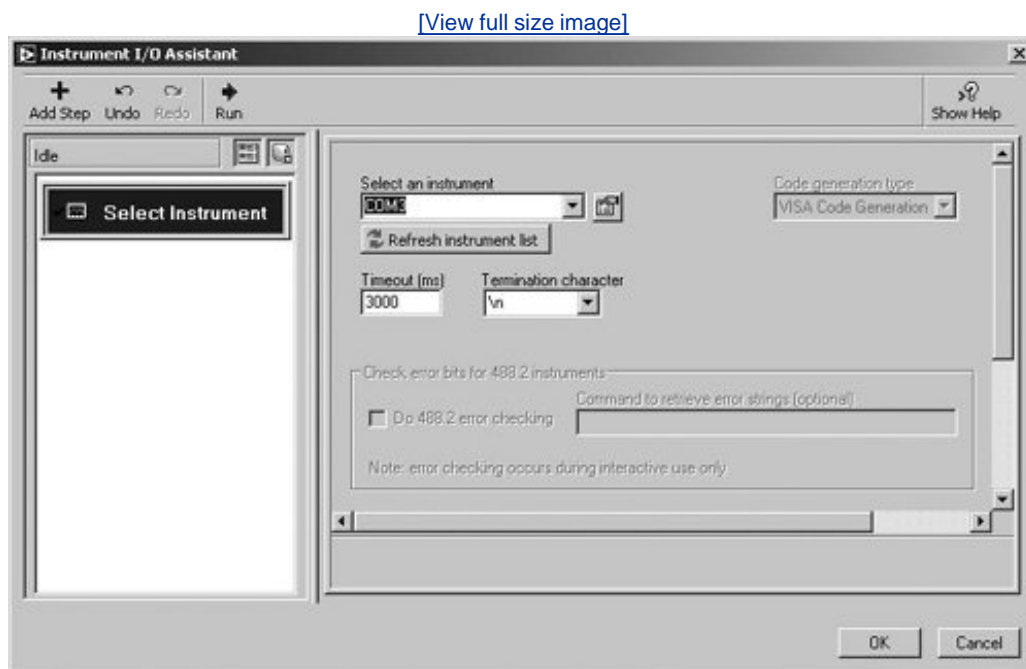 [View full size image]
Instrument I/O Assistant
Add Step Undo Redo Run Show Help
Idle
Select Instrument
Select an instrument Code generation type
COM3 VISA Code Generation
Refresh instrument list
Timeout (ms) Termination character
3000 \n
Check error bits for 488.2 instruments
Command to retrieve error strings (optional)
Do 488.2 error checking
Note: error checking occurs during interactive use only
OK Cancel